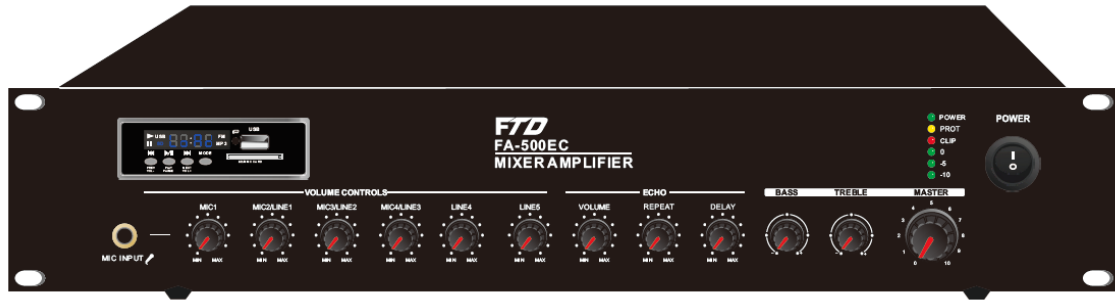 FTD
FA-500EC
MIXER AMPLIFIER
USB
USB
FM
MP3
MODE
POWER
PROT
CLIP
0
-5
-10
POWER
VOLUME CONTROLS
ECHO
BASS
TREBLE
MASTER
MIC1
MIC2/LINE1
MIC3/LINE2
MIC4/LINE3
LINE4
LINE5
VOLUME
REPEAT
DELAY
MIN MAX
MIN MAX
MIN MAX
MIN MAX
MIN MAX
MIN MAX
MIN MAX
MIN MAX
MIN MAX
0 1 2 3 4 5 6 7 8 10
MIC INPUT